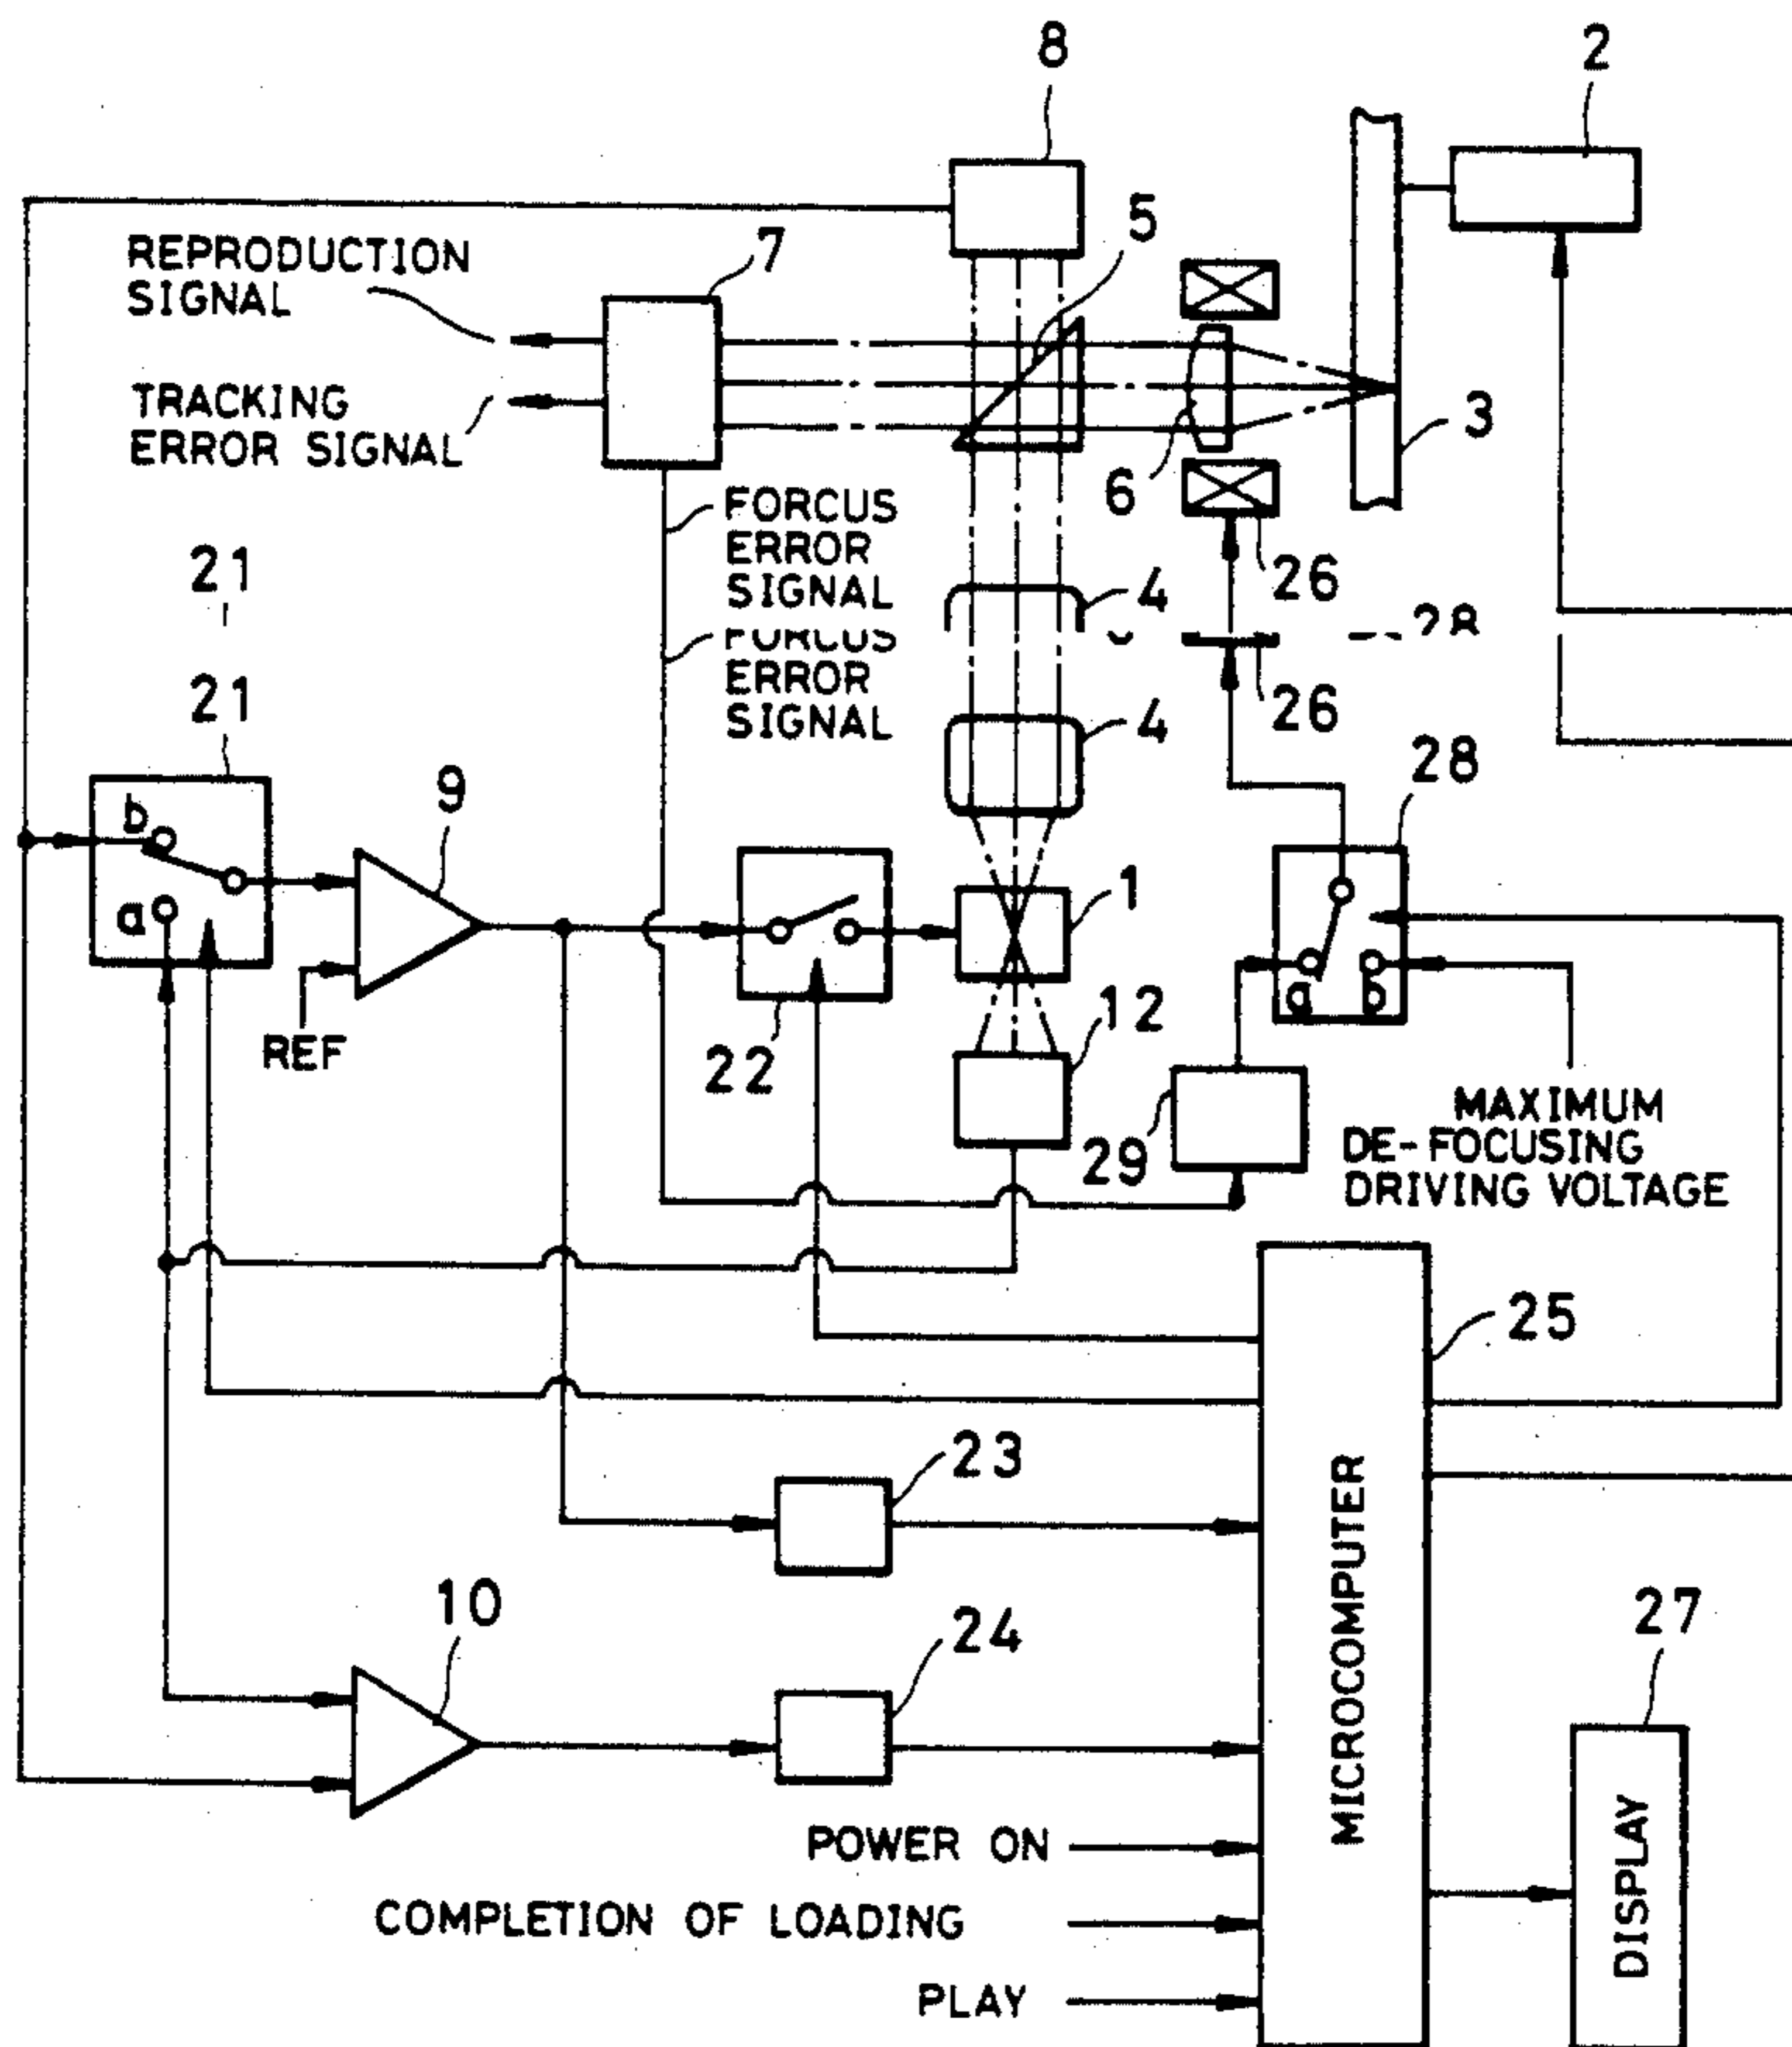 8
2
5
REPRODUCTION
SIGNAL
7
TRACKING
ERROR SIGNAL
3
6
FORCUS
ERROR
SIGNAL
21
26
4
28
FORCUS
ERROR
SIGNAL
21
26
4
28
b
9
a
1
REF
22
12
a b
29
MAXIMUM
DE-FOCUSING
DRIVING VOLTAGE
25
23
MICROCOMPUTER
10
24
27
POWER ON
DISPLAY
COMPLETION OF LOADING
PLAY